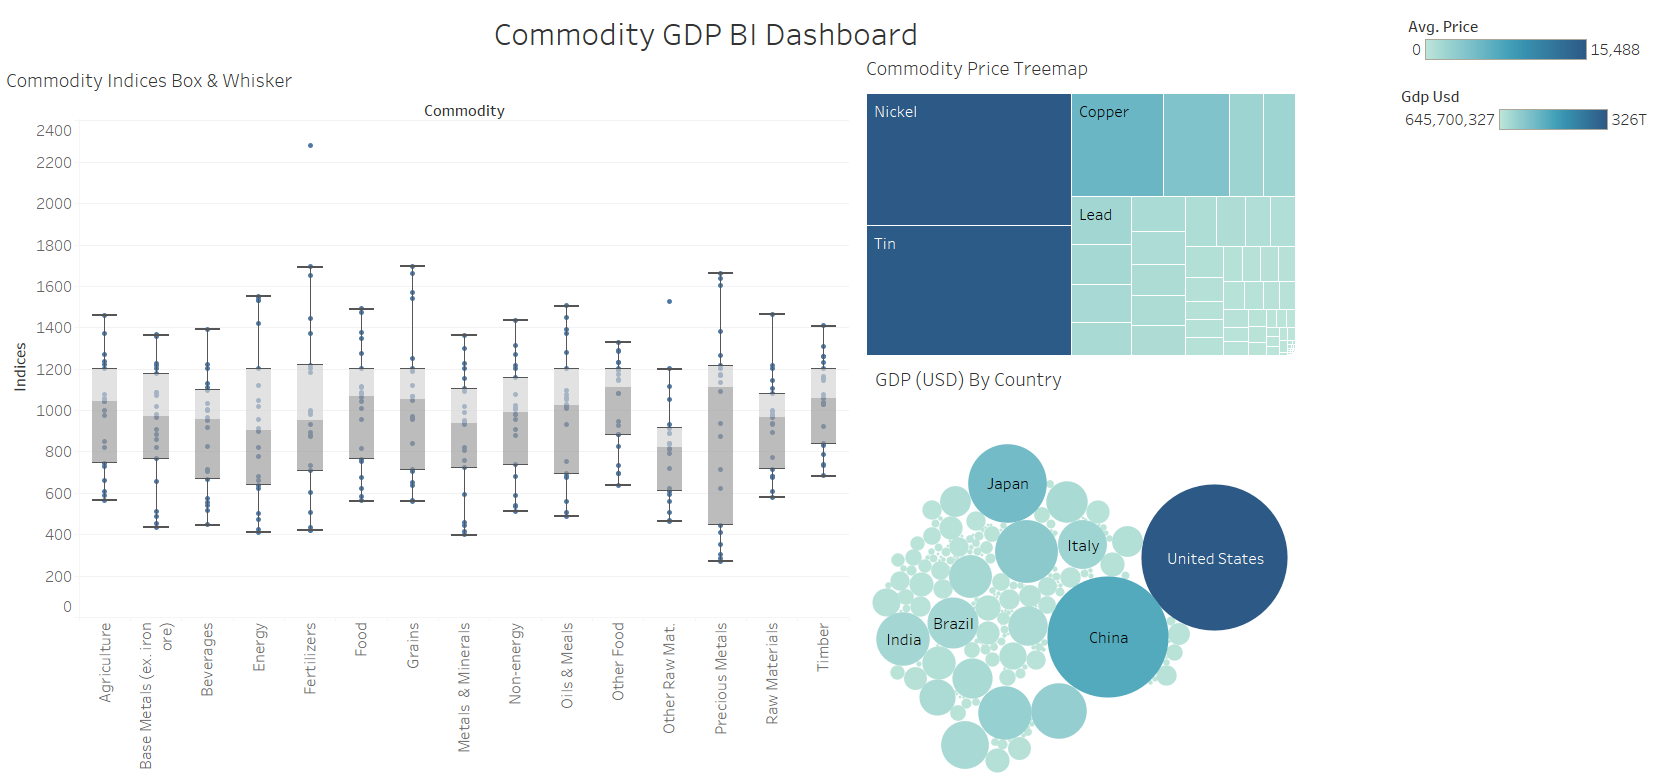 Commodity GDP BI Dashboard
Avg. Price
0
15,488
Gdp Usd
645,700,327
326T
Commodity Indices Box & Whisker
Commodity
Indices
2400
2200
2000
1800
1600
1400
1200
1000
800
600
400
200
0
Agriculture
Base Metals (ex. iron
ore)
Beverages
Energy
Fertilizers
Food
Grains
Metals & Minerals
Non-energy
Oils & Meals
Other Food
Other Raw Mat.
Precious Metals
Raw Materials
Timber
Commodity Price Treemap
Nickel
Copper
Lead
Tin
GDP (USD) By Country
Japan
Italy
United States
Brazil
India
China